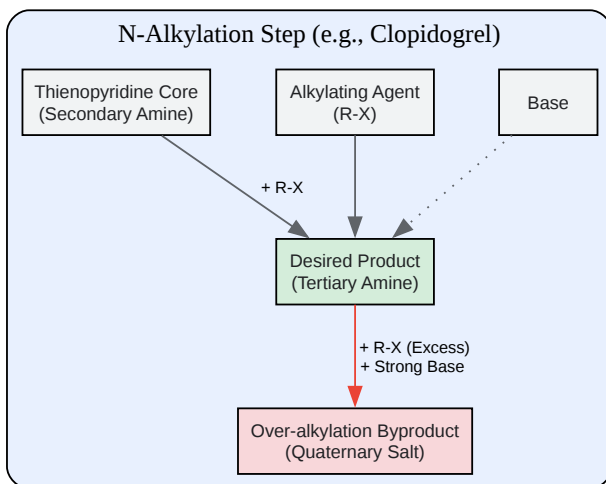 N-Alkylation Step (e.g., Clopidogrel)
Thienopyridine Core
(Secondary Amine)
Alkylating Agent
(R-X)
Base
+ R-X
Desired Product
(Tertiary Amine)
+ R-X (Excess)
+ Strong Base
Over-alkylation Byproduct
(Quaternary Salt)